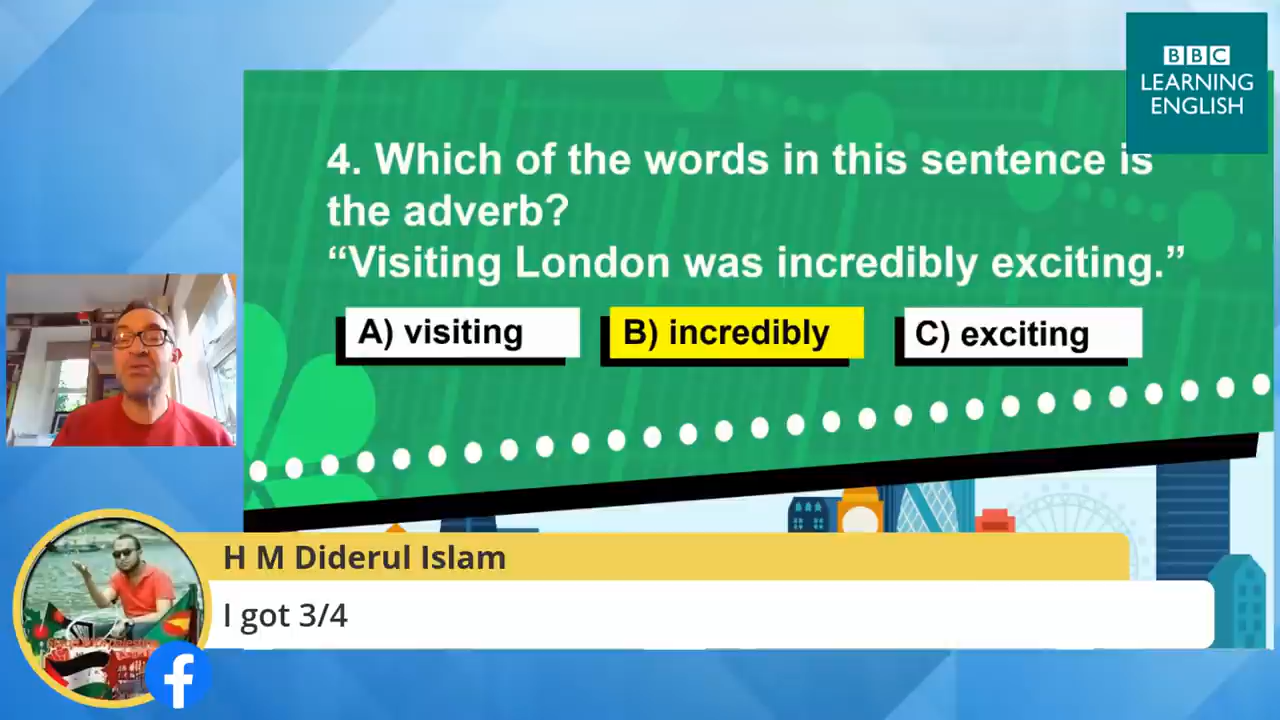 BBC
LEARNING
ENGLISH
4. Which of the words in this sentence is
the adverb?
“Visiting London was incredibly exciting.”
A) visiting
B) incredibly
C) exciting
H M Diderul Islam
I got 3/4